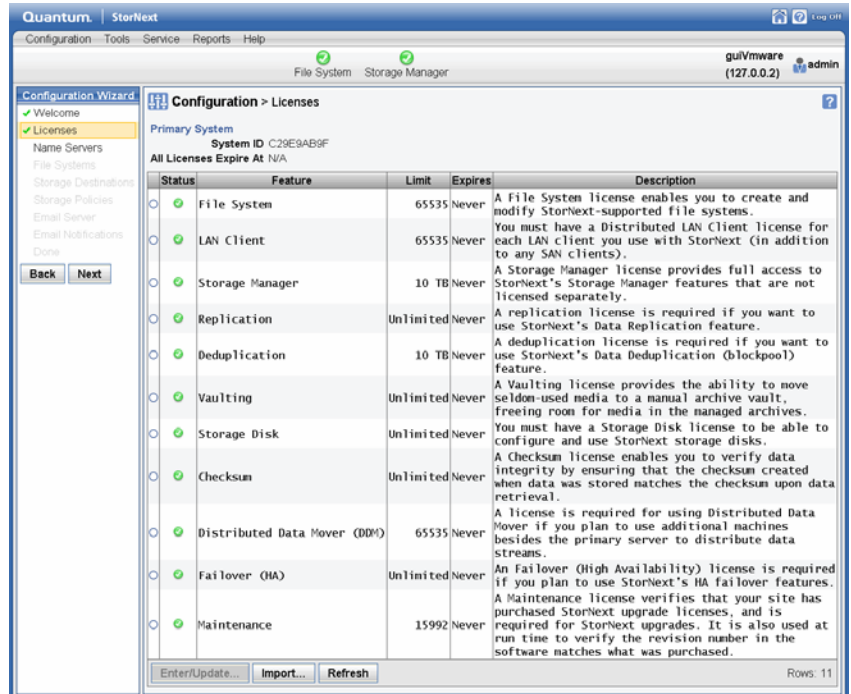 Quantum. StorNext
Log Off
Configuration Tools Service Reports Help
File System Storage Manager
guiVmware
(127.0.0.2)
admin
Configuration Wizard
Welcome
Licenses
Name Servers
File Systems
Storage Destinations
Storage Policies
Email Server
Email Notifications
Done
Back Next
Configuration > Licenses
?
Primary System
System ID C29E9AB9F
All Licenses Expire At N/A
Status Feature Limit Expires Description
File System 65535 Never A File System license enables you to create and
modify StorNext-supported file systems.
LAN Client 65535 Never You must have a Distributed LAN Client license for
each LAN client you use with StorNext (in addition
to any SAN clients).
Storage Manager 10 TB Never A Storage Manager license provides full access to
StorNext's Storage Manager features that are not
licensed separately.
Replication Unlimited Never A replication license is required if you want to
use StorNext's Data Replication feature.
Deduplication 10 TB Never A deduplication license is required if you want to
use StorNext's Data Deduplication (blockpool)
feature.
Vaulting Unlimited Never A Vaulting license provides the ability to move
seldom-used media to a manual archive vault,
freeing room for media in the managed archives.
Storage Disk Unlimited Never You must have a Storage Disk license to be able to
configure and use StorNext storage disks.
Checksum Unlimited Never A Checksum license enables you to verify data
integrity by ensuring that the checksum created
when data was stored matches the checksum upon data
retrieval.
Distributed Data Mover (DDM) 65535 Never A license is required for using Distributed Data
Mover if you plan to use additional machines
besides the primary server to distribute data
streams.
Failover (HA) Unlimited Never An Failover (High Availability) license is required
if you plan to use StorNext's HA failover features.
Maintenance 15992 Never A Maintenance license verifies that your site has
purchased StorNext upgrade licenses, and is
required for StorNext upgrades. It is also used at
run time to verify the revision number in the
software matches what was purchased.
Enter/Update... Import... Refresh Rows: 11